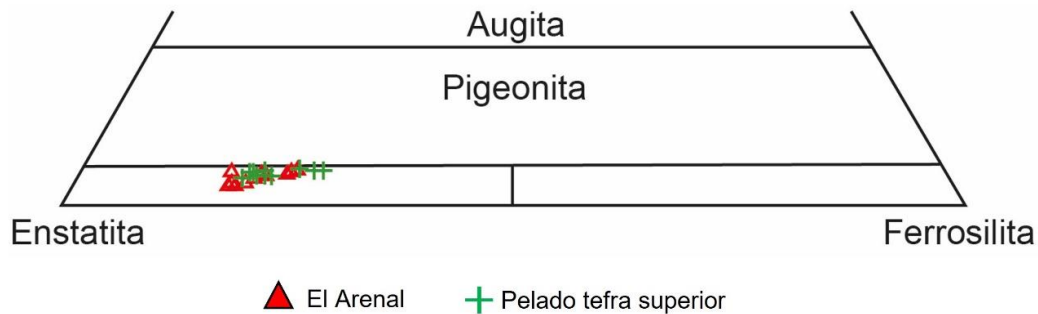 Augita
Pigeonita
Enstatita Ferrosilita
El Arenal Pelado tefra superior